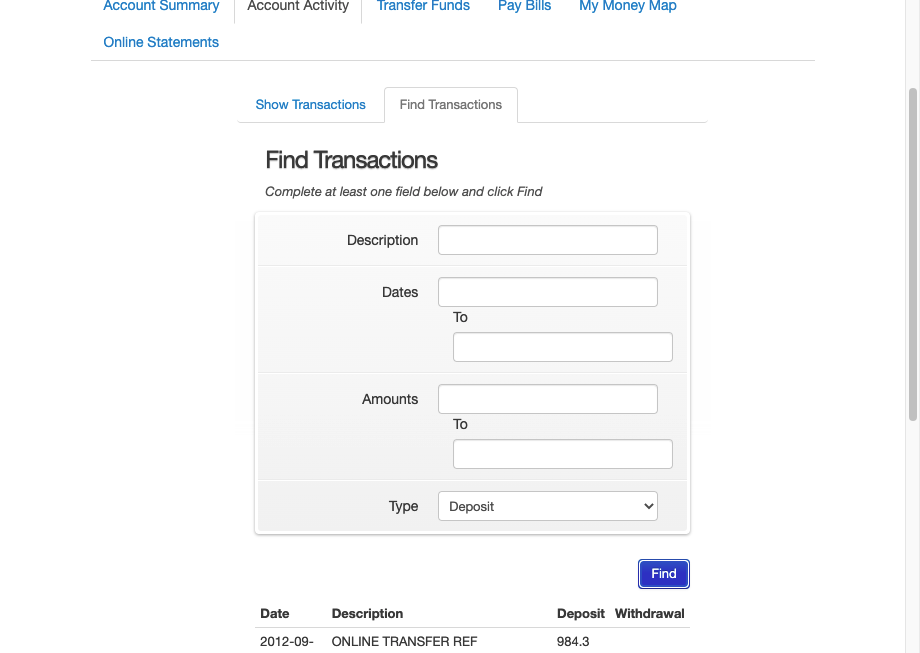 Account Summary Account Activity Transfer Funds Pay Bills My Money Map
Online Statements
Show Transactions Find Transactions
Find Transactions
Complete at least one field below and click Find
Description
Dates
To
Amounts
To
Type Deposit
Find
Date Description Deposit Withdrawal
2012-09- ONLINE TRANSFER REF 984.3